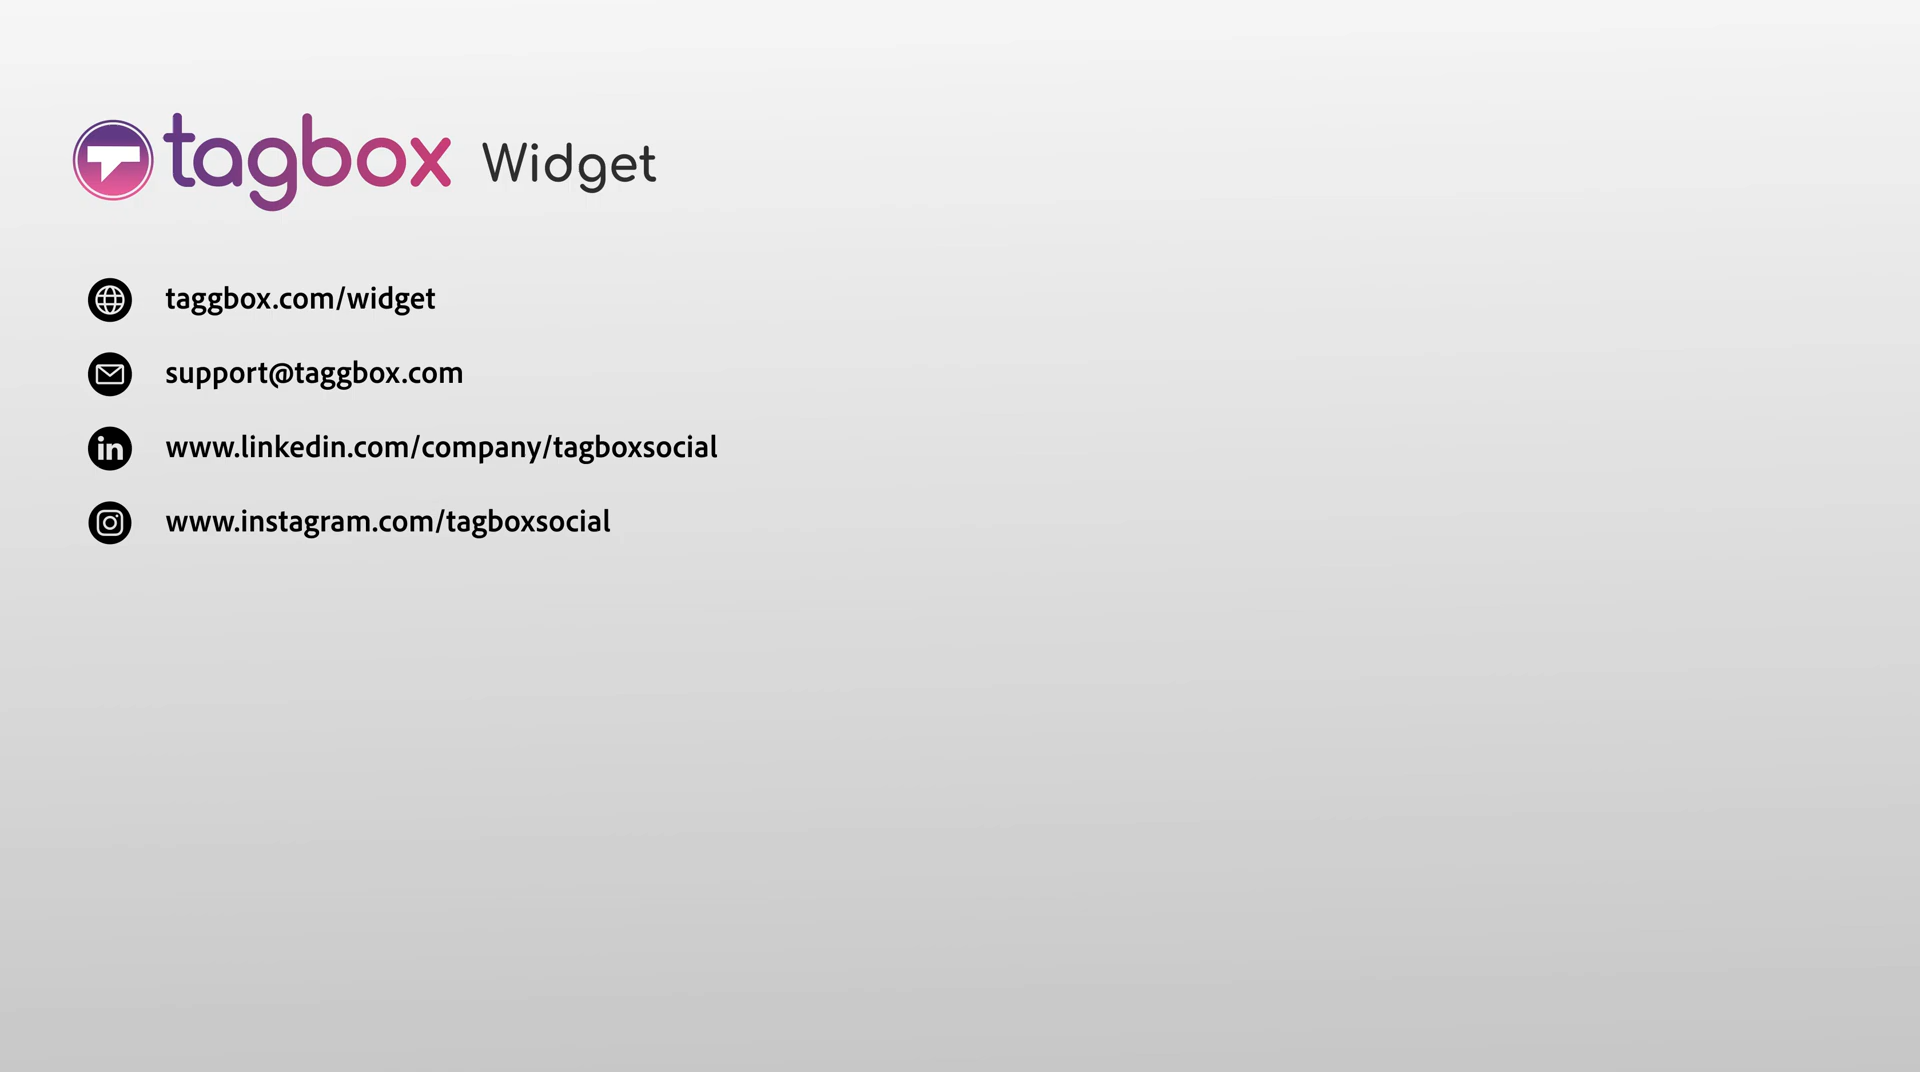 tagbox Widget
taggbox.com/widget
support@taggbox.com
www.linkedin.com/company/tagboxsocial
www.instagram.com/tagboxsocial